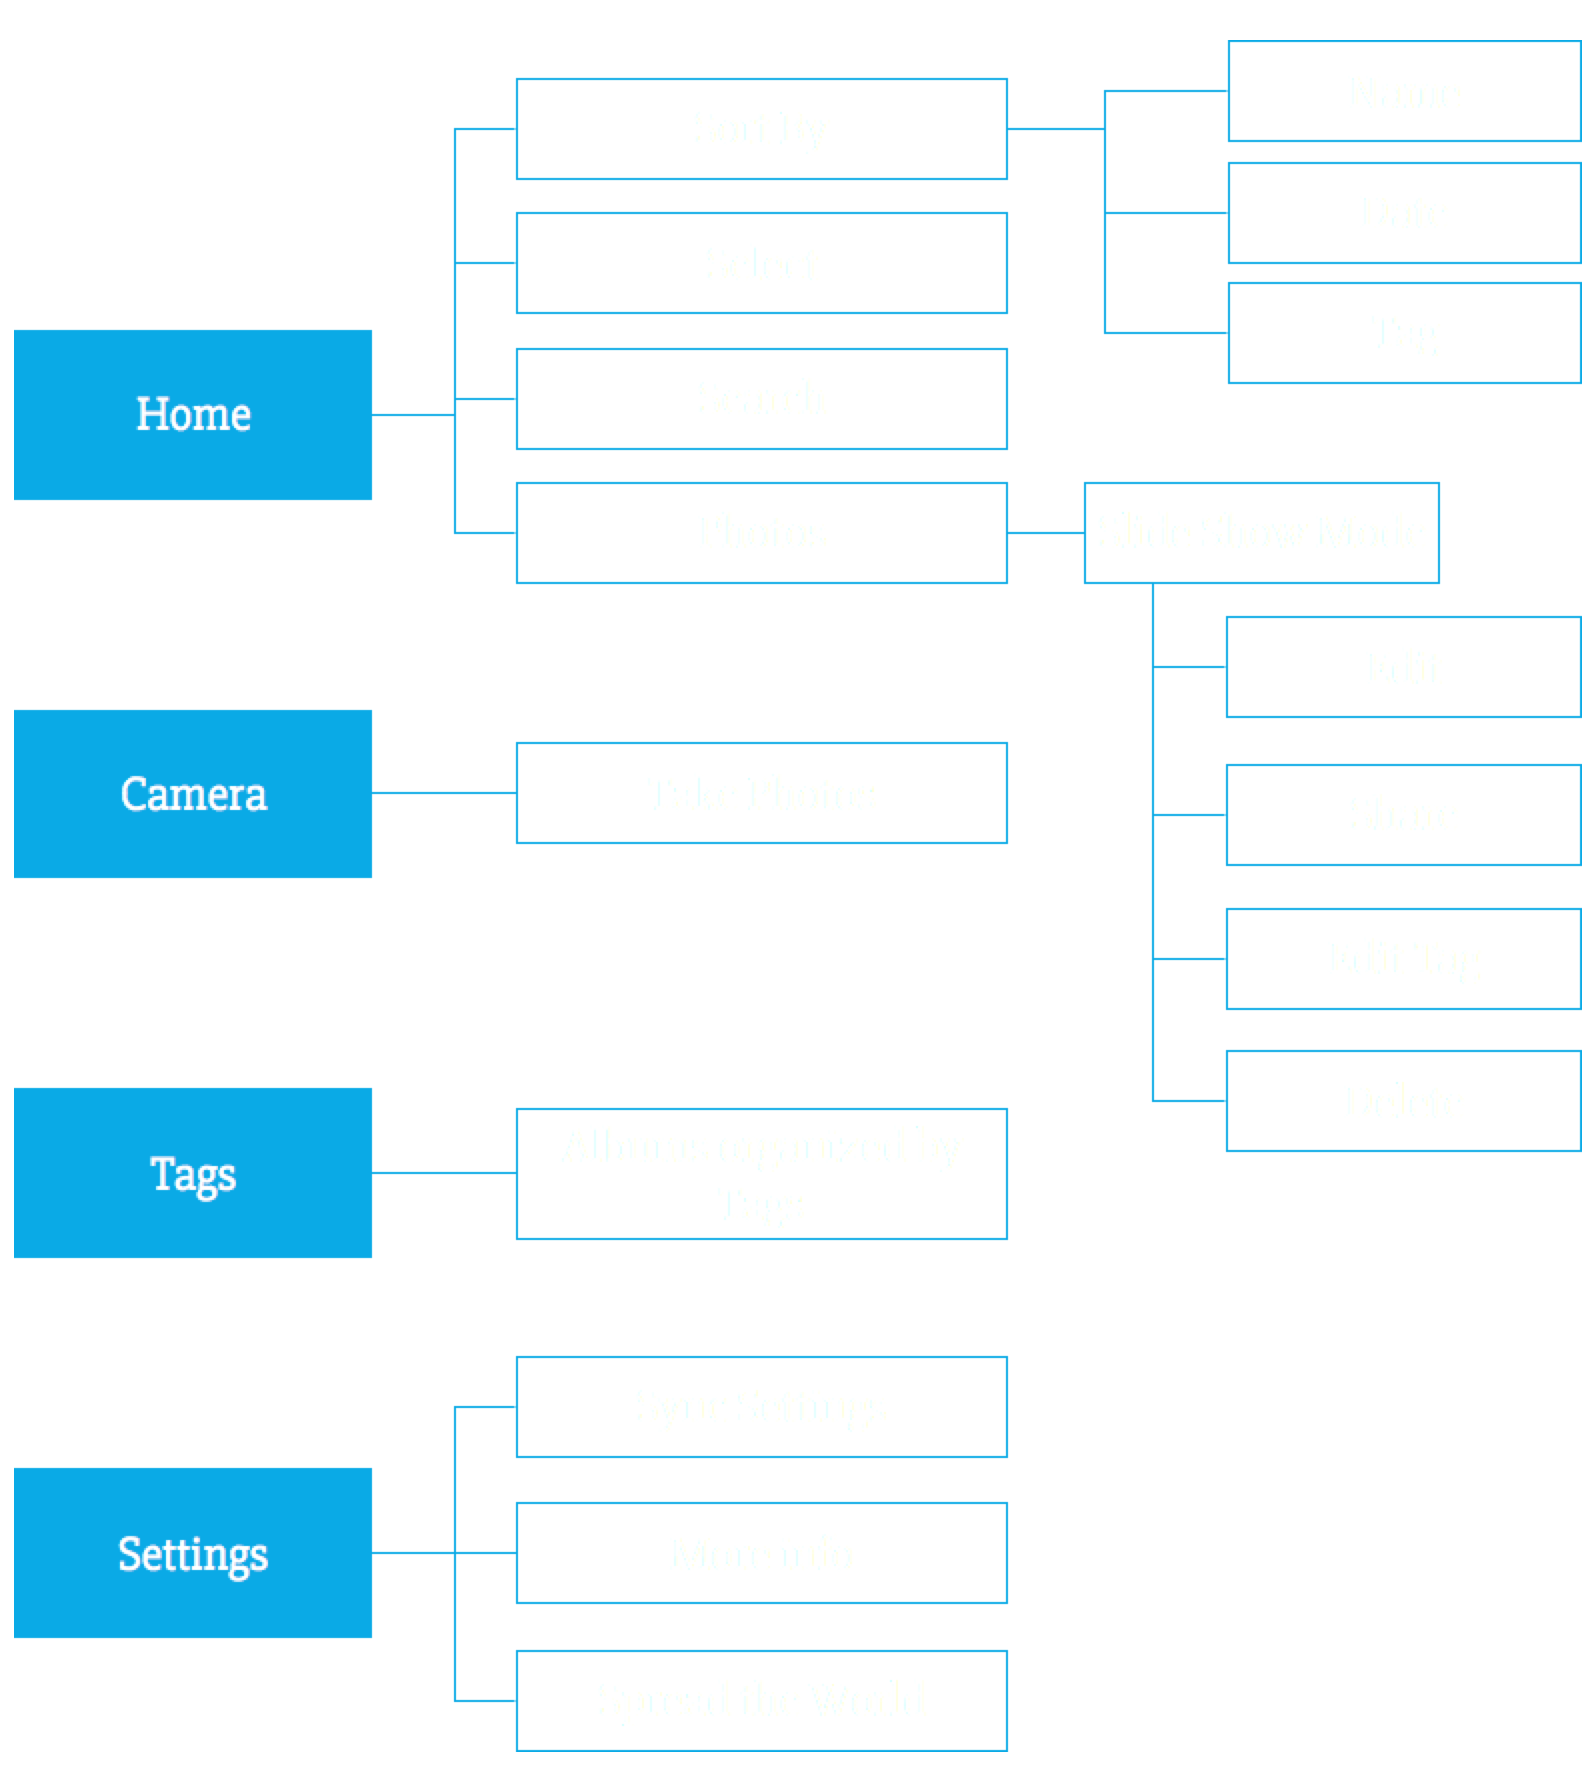 Name
Sort By
Date
Select
Tag
Home
Search
Photos
Slide Show Mode
Edit
Camera
Take Photos
Share
Edit Tag
Delete
Albums organized by
Tags
Tags
Sync Settings
Settings
More
Spread the World